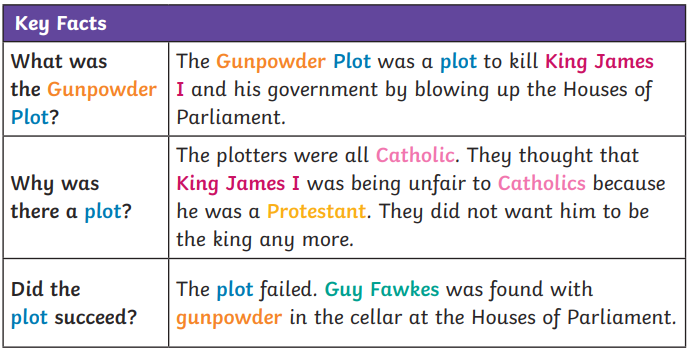 Key Facts
What was
the Gunpowder
Plot?
The Gunpowder Plot was a plot to kill King James
I and his government by blowing up the Houses of
Parliament.
Why was
there a plot?
The plotters were all Catholic. They thought that
King James I was being unfair to Catholics because
he was a Protestant. They did not want him to be
the king any more.
Did the
plot succeed?
The plot failed. Guy Fawkes was found with
gunpowder in the cellar at the Houses of Parliament.